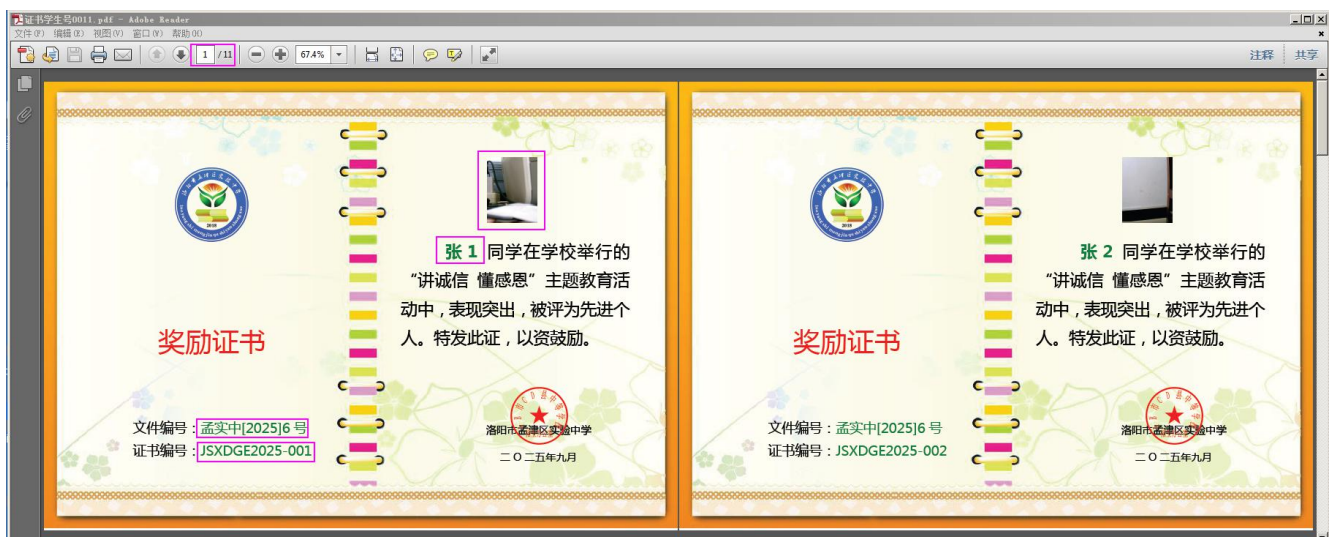 证书学生号0011.pdf - Adobe Reader
文件(F) 编辑(E) 视图(V) 窗口(W) 帮助(H)
1 /11 67.4% 注释 共享
2018
奖励证书
文件编号：孟实中[2025]6 号
证书编号：JSXDGE2025-001
张 1 同学在学校举行的
“讲诚信 懂感恩”主题教育活
动中，表现突出，被评为先进个
人。特发此证，以资鼓励。
洛阳市孟津区实验中学
二O二五年九月
2018
奖励证书
文件编号：孟实中[2025]6 号
证书编号：JSXDGE2025-002
张 2 同学在学校举行的
“讲诚信 懂感恩”主题教育活
动中，表现突出，被评为先进个
人。特发此证，以资鼓励。
洛阳市孟津区实验中学
二O二五年九月